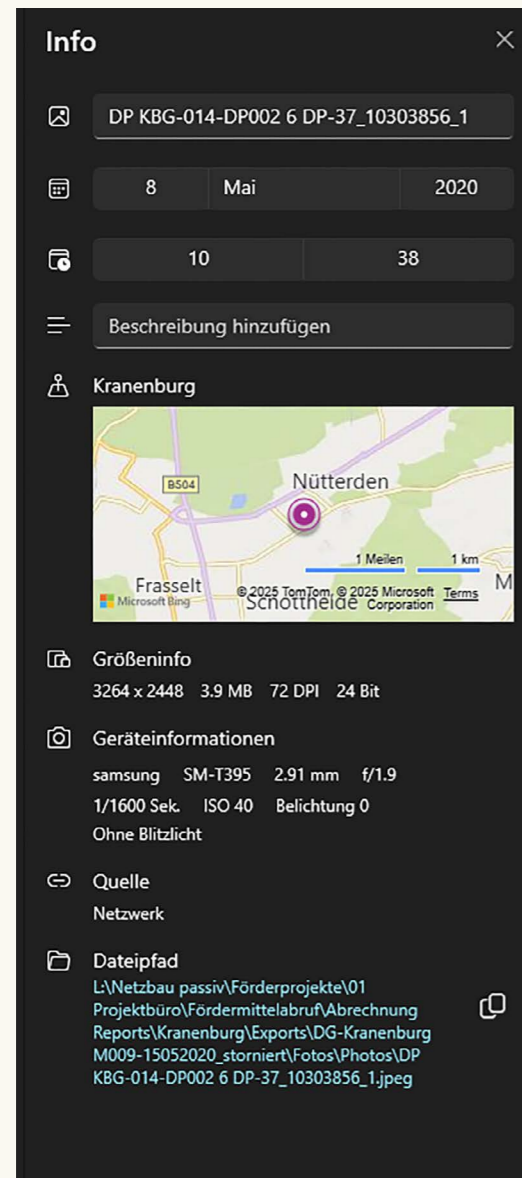 Info
DP KBG-014-DP002 6 DP-37_10303856_1
8 Mai 2020
10 38
Beschreibung hinzufügen
Kranenburg
B504
Nütterden
1 Meilen 1 km
Frasselt
M
Microsoft Bing
© 2025 TomTom, © 2025 Microsoft Corporation Terms
Schottheide
Größeninfo
3264 x 2448 3.9 MB 72 DPI 24 Bit
Geräteinformationen
samsung SM-T395 2.91 mm f/1.9
1/1600 Sek. ISO 40 Belichtung 0
Ohne Blitzlicht
Quelle
Netzwerk
Dateipfad
L:\Netzbau passiv\Förderprojekte\01
Projektbüro\Fördermittelabruf\Abrechnung
Reports\Kranenburg\Exports\DG-Kranenburg
M009-15052020_storniert\Fotos\Photos\DP
KBG-014-DP002 6 DP-37_10303856_1.jpeg